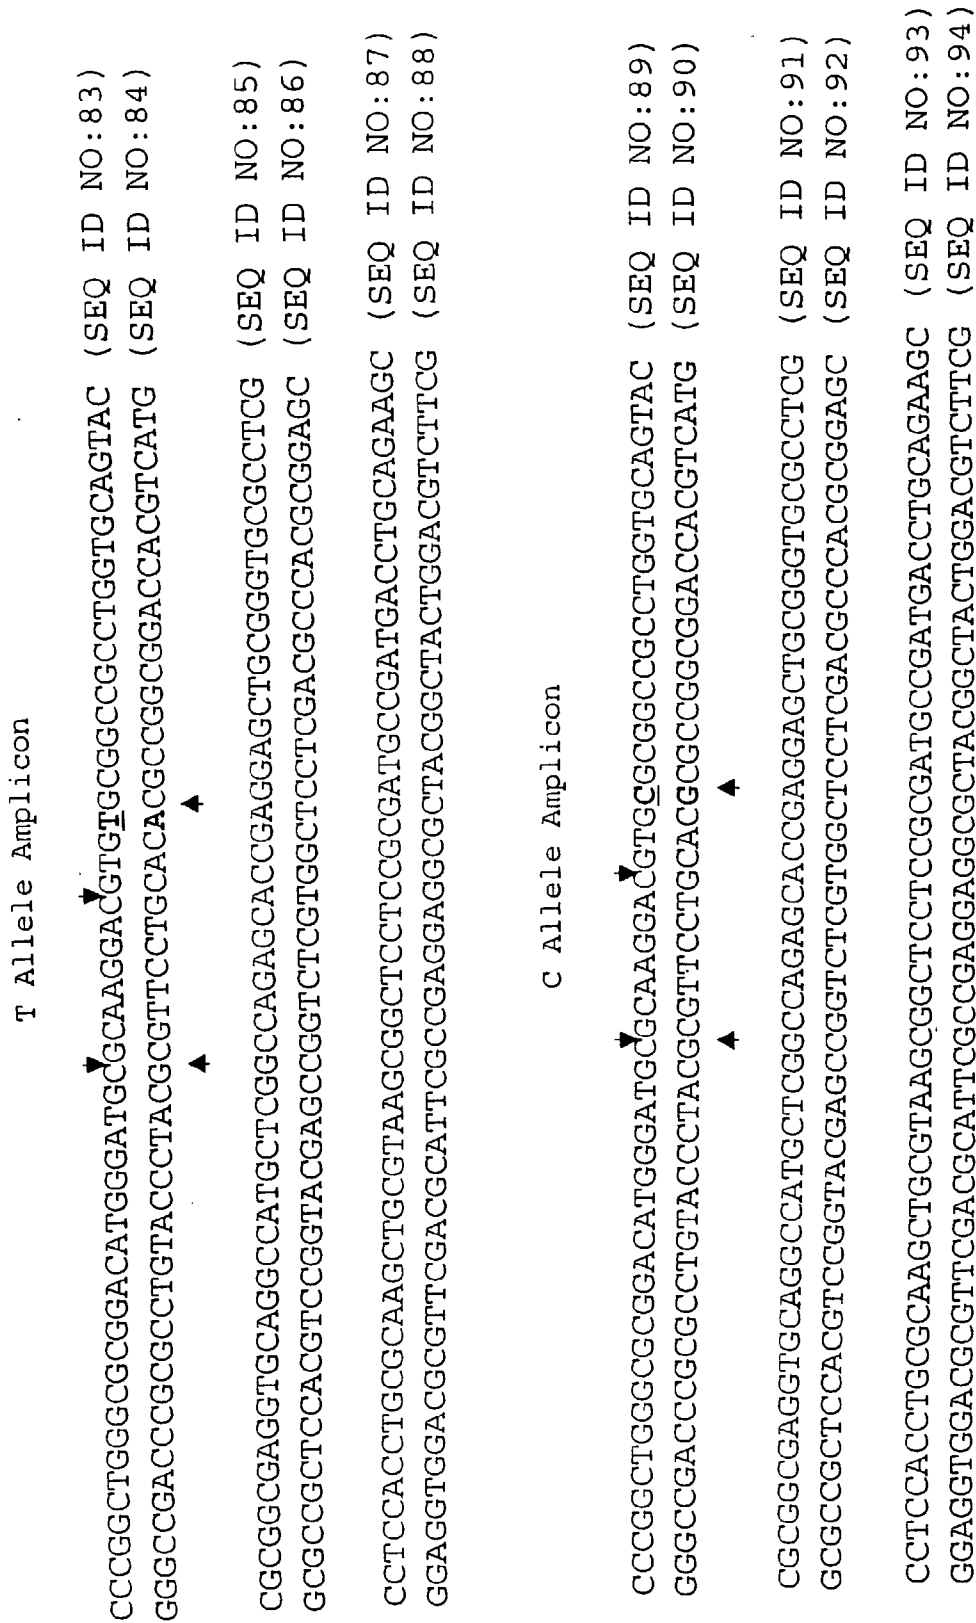 T Allele Amplicon
CCCGGCTGGGCGCGGACATGGGATGCGCAAGGACGTGTGCGGCCGCCTGGTGCAGTAC (SEQ ID NO:83)
GGGCCGACCCGCGCCTGTACCCTACGCGTTCCTGCACACGCCGGCGGACCACGTCATG (SEQ ID NO:84)
CGCGGCGAGGTGCAGGCCATGCTCGGCCAGAGCACCGAGGAGCTGCGGGTGCGCCTCG (SEQ ID NO:85)
GCGCCGCTCCACGTCCGGTACGAGCCGGTCTCGTGGCTCCTCGACGCCCACGCGGAGC (SEQ ID NO:86)
CCTCCACCTGCGCAAGCTGCGTAAGCGGCTCCTCCGCGATGCCGATGACCTGCAGAAGC (SEQ ID NO:87)
GGAGGTGGACGCGTTCGACGCATTCGCCGAGGAGGCGCTACGGCTACTGGACGTCTTCG (SEQ ID NO:88)
C Allele Amplicon
CCCGGCTGGGCGCGGACATGGGATGCGCAAGGACGTGCGCGGCCGCCTGGTGCAGTAC (SEQ ID NO:89)
GGGCCGACCCGCGCCTGTACCCTACGCGTTCCTGCACGCGCCGGCGGACCACGTCATG (SEQ ID NO:90)
CGCGGCGAGGTGCAGGCCATGCTCGGCCAGAGCACCGAGGAGCTGCGGGTGCGCCTCG (SEQ ID NO:91)
GCGCCGCTCCACGTCCGGTACGAGCCGGTCTCGTGGCTCCTCGACGCCCACGCGGAGC (SEQ ID NO:92)
CCTCCACCTGCGCAAGCTGCGTAAGCGGCTCCTCCGCGATGCCGATGACCTGCAGAAGC (SEQ ID NO:93)
GGAGGTGGACGCGTTCGACGCATTCGCCGAGGAGGCGCTACGGCTACTGGACGTCTTCG (SEQ ID NO:94)